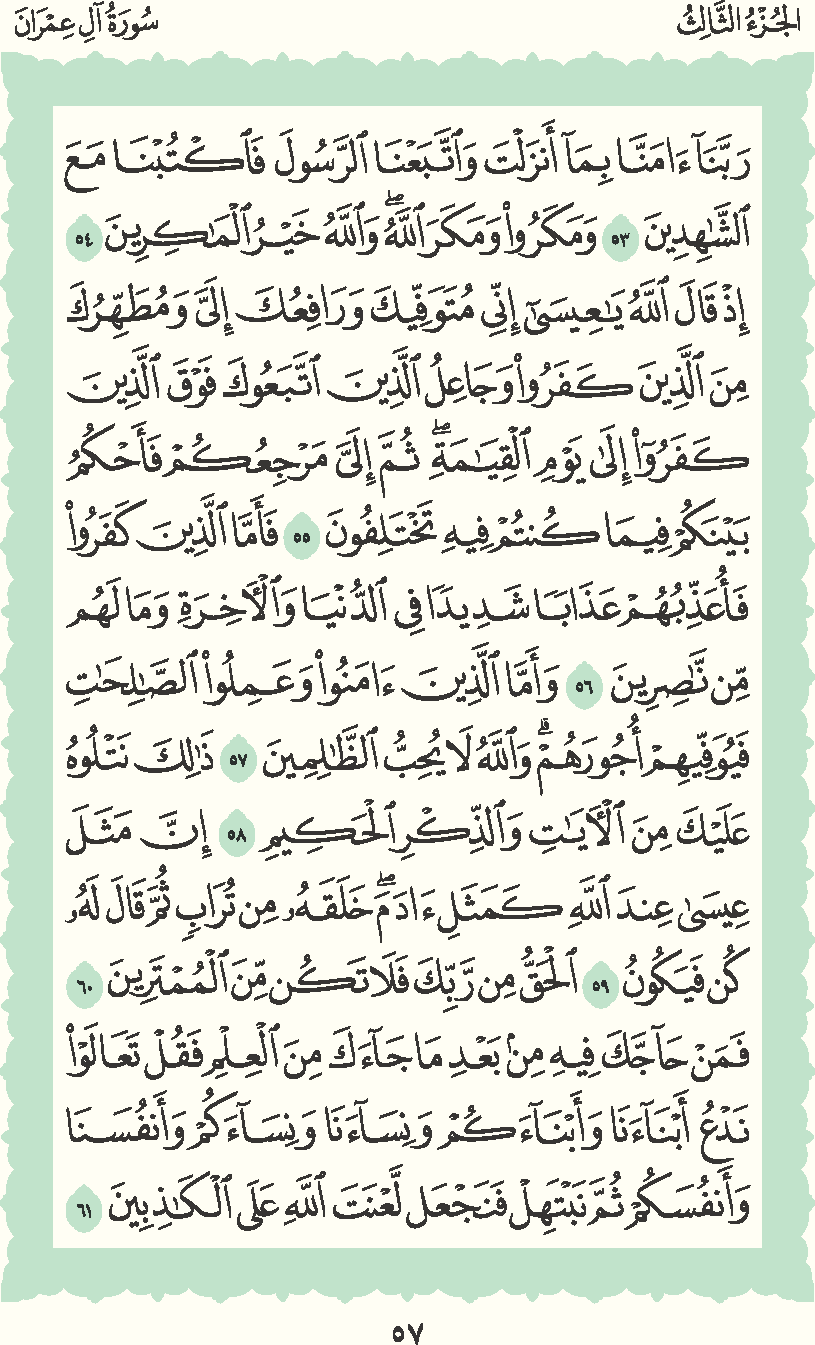 الجُزْءُ الثَّالِثُ
سُورَةُ آلِ عِمْرَانَ
رَبَّنَآ ءَامَنَّا بِمَآ أَنزَلْتَ وَٱتَّبَعْنَا ٱلرَّسُولَ فَٱكْتُبْنَا مَعَ
ٱلشَّٰهِدِينَ ٥٣ وَمَكَرُوا۟ وَمَكَرَ ٱللَّهُۖ وَٱللَّهُ خَيْرُ ٱلْمَٰكِرِينَ ٥٤
إِذْ قَالَ ٱللَّهُ يَٰعِيسَىٰٓ إِنِّى مُتَوَفِّيكَ وَرَافِعُكَ إِلَىَّ وَمُطَهِّرُكَ
مِنَ ٱلَّذِينَ كَفَرُوا۟ وَجَاعِلُ ٱلَّذِينَ ٱتَّبَعُوكَ فَوْقَ ٱلَّذِينَ
كَفَرُوٓا۟ إِلَىٰ يَوْمِ ٱلْقِيَٰمَةِۖ ثُمَّ إِلَىَّ مَرْجِعُكُمْ فَأَحْكُمُ
بَيْنَكُمْ فِيمَا كُنتُمْ فِيهِ تَخْتَلِفُونَ ٥٥ فَأَمَّا ٱلَّذِينَ كَفَرُوا۟
فَأُعَذِّبُهُمْ عَذَابًا شَدِيدًا فِى ٱلدُّنْيَا وَٱلْأَخِرَةِ وَمَا لَهُم
مِّن نَّٰصِرِينَ ٥٦ وَأَمَّا ٱلَّذِينَ ءَامَنُوا۟ وَعَمِلُوا۟ ٱلصَّٰلِحَٰتِ
فَيُوَفِّيهِمْ أُجُورَهُمْۗ وَٱللَّهُ لَا يُحِبُّ ٱلظَّٰلِمِينَ ٥٧ ذَٰلِكَ نَتْلُوهُ
عَلَيْكَ مِنَ ٱلْأَيَٰتِ وَٱلذِّكْرِ ٱلْحَكِيمِ ٥٨ إِنَّ مَثَلَ
عِيسَىٰ عِندَ ٱللَّهِ كَمَثَلِ ءَادَمَۖ خَلَقَهُۥ مِن تُرَابٍ ثُمَّ قَالَ لَهُۥ
كُن فَيَكُونُ ٥٩ ٱلْحَقُّ مِن رَّبِّكَ فَلَا تَكُن مِّنَ ٱلْمُمْتَرِينَ ٦٠
فَمَنْ حَآجَّكَ فِيهِ مِنۢ بَعْدِ مَا جَآءَكَ مِنَ ٱلْعِلْمِ فَقُلْ تَعَالَوْا۟
نَدْعُ أَبْنَآءَنَا وَأَبْنَآءَكُمْ وَنِسَآءَنَا وَنِسَآءَكُمْ وَأَنفُسَنَا
وَأَنفُسَكُمْ ثُمَّ نَبْتَهِلْ فَنَجْعَل لَّعْنَتَ ٱللَّهِ عَلَى ٱلْكَٰذِبِينَ ٦١
٥٧